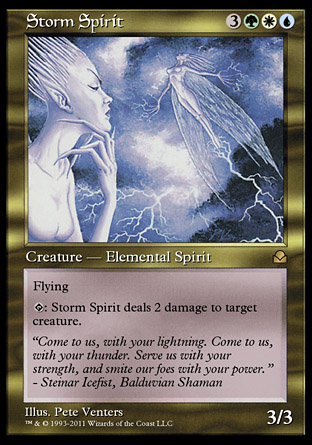 Storm Spirit 3
Creature — Elemental Spirit
Flying
: Storm Spirit deals 2 damage to target
creature.
“Come to us, with your lightning. Come to us,
with your thunder. Serve us with your
strength, and smite our foes with your power.”
- Steinar Icefist, Balduvian Shaman
Illus. Pete Venters
™ & © 1993-2011 Wizards of the Coast LLC
3/3